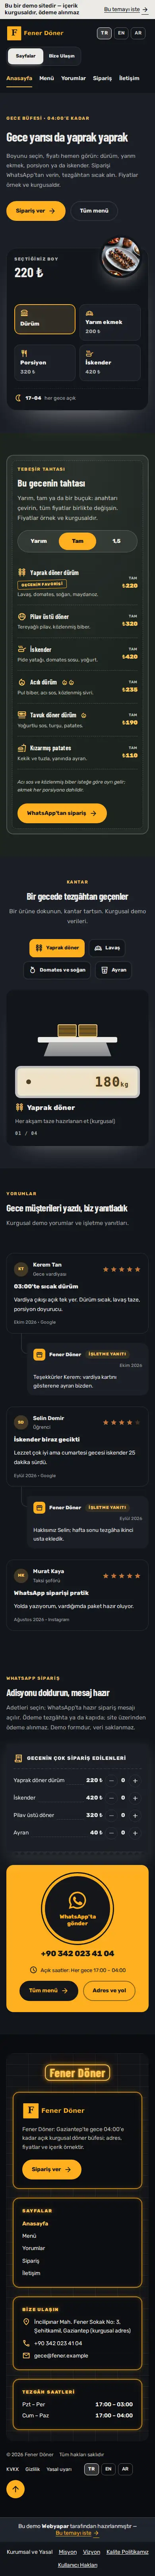 Bu bir demo sitedir — içerik
kurgusaldır, ödeme alınmaz
Bu temayı iste →
F Fener Döner
TR EN AR
Sayfalar Bize Ulaşın
Anasayfa Menü Yorumlar Sipariş İletişim
GECE BÜFESİ · 04:00'E KADAR
Gece yarısı da yaprak yaprak
Boyunu seçin, fiyatı hemen görün: dürüm, yarım
ekmek, porsiyon ya da iskender. Siparişi
WhatsApp'tan yazarsınız; ödeme teslimde. Fiyatlar
örnek ve kurgusaldır.
Sipariş ver →
Tüm menü
SEÇTİĞİNİZ BOY
220 ₺
Dürüm
Yarım ekmek
200 ₺
Porsiyon
320 ₺
İskender
420 ₺
17–04 her gece açık
TEBEŞİR TAHTASI
Bu gecenin tahtası
Yarım, tam ya da bir buçuk: anahtarı
çevirin, tüm fiyatlar birlikte değişsin.
Fiyatlar örnek ve kurgusaldır.
Yarım Tam 1,5
Yaprak döner dürüm
GECENİN FAVORİSİ
Lavaş, domates, soğan, maydanoz.
TAM
₺220
Pilav üstü döner
Tereyağlı pilav, közlenmiş biber.
TAM
₺320
İskender
Pide yatağı, domates sosu, yoğurt.
TAM
₺420
Acılı dürüm
Pul biber, acı sos, közlenmiş sivri.
TAM
₺235
Tavuk döner dürüm
Yoğurtlu sos, turşu, patates.
TAM
₺190
Kızarmış patates
Kekik ve tuzla, yanında ayran.
TAM
₺110
Acı sos ve közlenmiş biber isteğe göre ayrı gelir;
ekmek her porsiyonun yanında.
WhatsApp'tan sipariş →
KANTAR
Bir gecede tezgâhtan geçenler
Bir ürüne dokunun, kantar tartsın. Kurgusal demo
verileri.
Yaprak döner
Lavaş
Domates ve soğan
Ayran
180kg
Yaprak döner
Her akşam taze hazırlanan et (kurgusal)
01 / 04
YORUMLAR
Gece müşterileri yazdı, biz yanıtladık
Kurgusal demo yorumlar ve işletme yanıtları.
KT
Kerem Tan
Gece vardiyası
03:00'te sıcak dürüm
Vardiya çıkışı açık tek yer. Dürüm sıcak, lavaş taze,
porsiyon doyurucu.
Ekim 2026 · Google
Fener Döner İŞLETME YANITI
Ekim 2026
Teşekkürler Kerem; vardiya kartını
gösterene ayran bizden.
SD
Selin Demir
Öğrenci
İskender biraz gecikti
Lezzet çok iyi ama cumartesi gecesi iskender 25
dakika sürdü.
Eylül 2026 · Google
Fener Döner İŞLETME YANITI
Eylül 2026
Haklısınız Selin; hafta sonu tezgâha ikinci
usta ekledik.
MK
Murat Kaya
Taksi şoförü
WhatsApp siparişi pratik
Yolda yazıyorum, vardığımda paket hazır oluyor.
Ağustos 2026 · Instagram
WHATSAPP SİPARİŞ
Adisyonu doldurun, mesaj hazır
Adetleri seçin; WhatsApp'ta hazır sipariş mesajı
açılır. Ödeme tezgâhta ya da kapıda; site üzerinden
ödeme alınmaz. Demo formudur, veri saklanmaz.
GECENİN ÇOK SİPARİŞ EDİLENLERİ
Yaprak döner dürüm 220 ₺ — 0 +
İskender 420 ₺ — 0 +
Pilav üstü döner 320 ₺ — 0 +
Ayran 40 ₺ — 0 +
WhatsApp'ta
gönder
+90 342 023 41 04
Açık saatler: Her gece 17:00 – 04:00
Tüm menü →
Adres ve yol
Fener Döner
F Fener Döner
Fener Döner: Gaziantep'te gece 04:00'e
kadar açık kurgusal döner büfesi; adres,
fiyatlar ve içerik örnektir.
Sipariş ver →
SAYFALAR
Anasayfa
Menü
Yorumlar
Sipariş
İletişim
BİZE ULAŞIN
İncilipınar Mah. Fener Sokak No: 3,
Şehitkamil, Gaziantep (kurgusal adres)
+90 342 023 41 04
gece@fener.example
TEZGÂH SAATLERİ
Pzt – Per 17:00 – 03:00
Cum – Paz 17:00 – 04:00
© 2026 Fener Döner Tüm hakları saklıdır
KVKK Gizlilik Yasal uyarı
TR EN AR
Bu demo Webyapar tarafından hazırlanmıştır —
Bu temayı iste →
Kurumsal ve Yasal Misyon Vizyon Kalite Politikamız
Kullanıcı Hakları